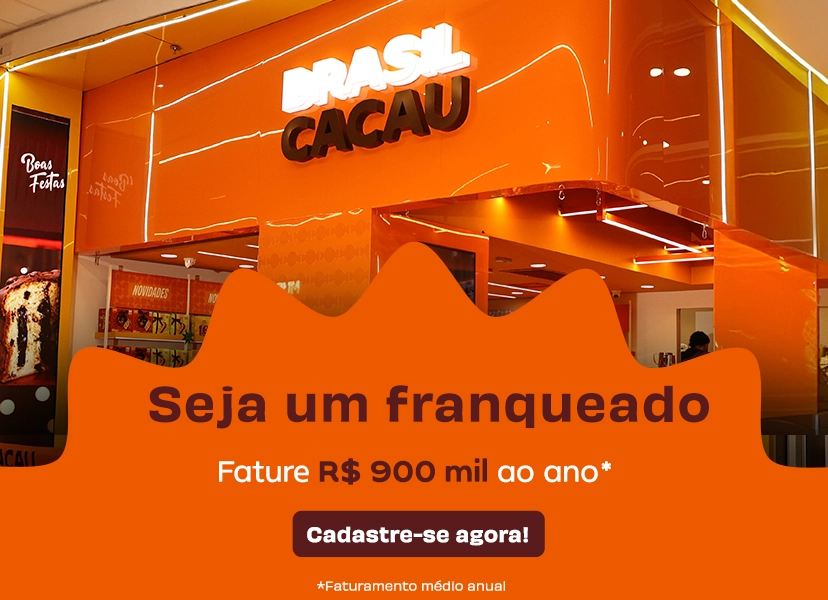 BRASIL
CACAU
Boas
Festas
NOVIDADES
Seja um franqueado
Fature R$ 900 mil ao ano*
Cadastre-se agora!
*Faturamento médio anual